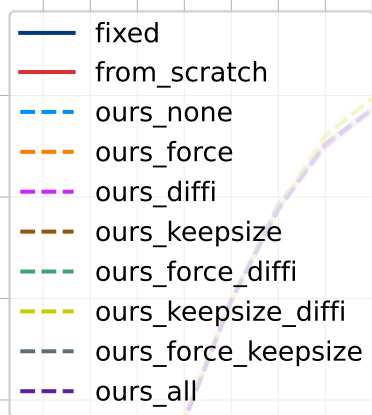 fixed
from_scratch
ours_none
ours_force
ours_diffi
ours_keepsize
ours_force_diffi
ours_keepsize_diffi
ours_force_keepsize
ours_all